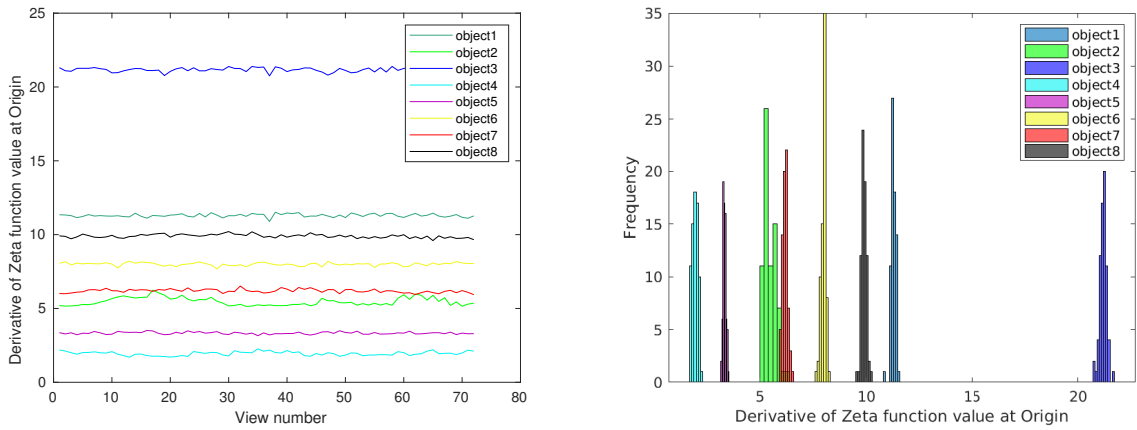 25
20
15
10
5
0
0 10 20 30 40 50 60 70 80
View number
Derivative of Zeta function value at Origin
object1
object2
object3
object4
object5
object6
object7
object8
35
30
25
20
15
10
5
0
5 10 15 20
Derivative of Zeta function value at Origin
Frequency
object1
object2
object3
object4
object5
object6
object7
object8